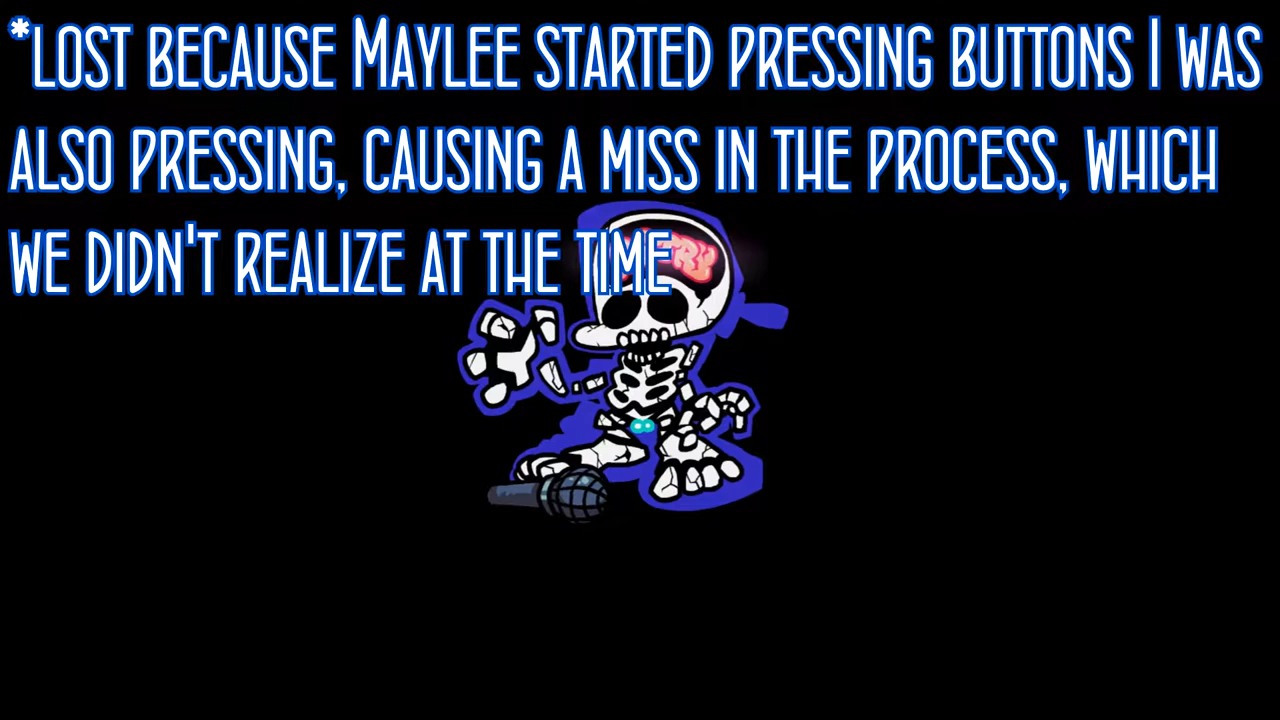 *Lost because Maylee started pressing buttons I was
also pressing, causing a miss in the process, which
we didn't realize at the time